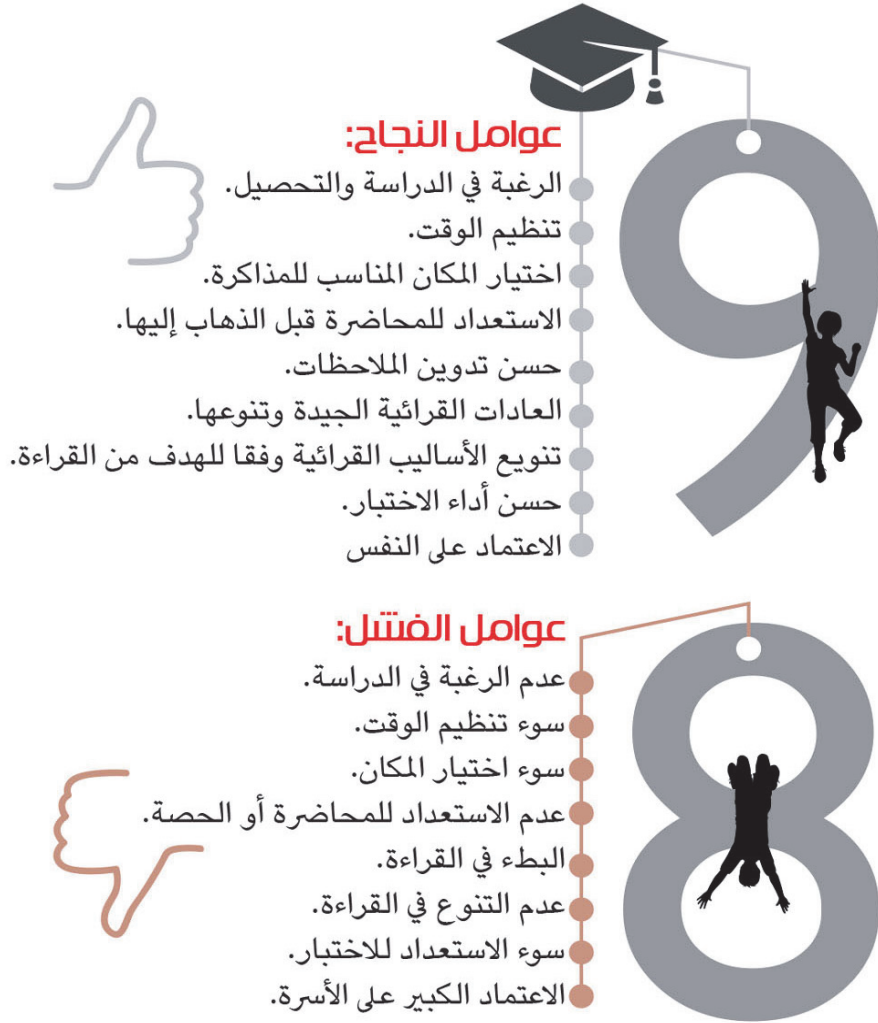 9
عوامل النجاح:
الرغبة في الدراسة والتحصيل.
تنظيم الوقت.
اختيار المكان المناسب للمذاكرة.
الاستعداد للمحاضرة قبل الذهاب إليها.
حسن تدوين الملاحظات.
العادات القرائية الجيدة وتنوعها.
تنويع الأساليب القرائية وفقا للهدف من القراءة.
حسن أداء الاختبار.
الاعتماد على النفس
8
عوامل الفشل:
عدم الرغبة في الدراسة.
سوء تنظيم الوقت.
سوء اختيار المكان.
عدم الاستعداد للمحاضرة أو الحصة.
البطء في القراءة.
عدم التنوع في القراءة.
سوء الاستعداد للاختبار.
الاعتماد الكبير على الأسرة.